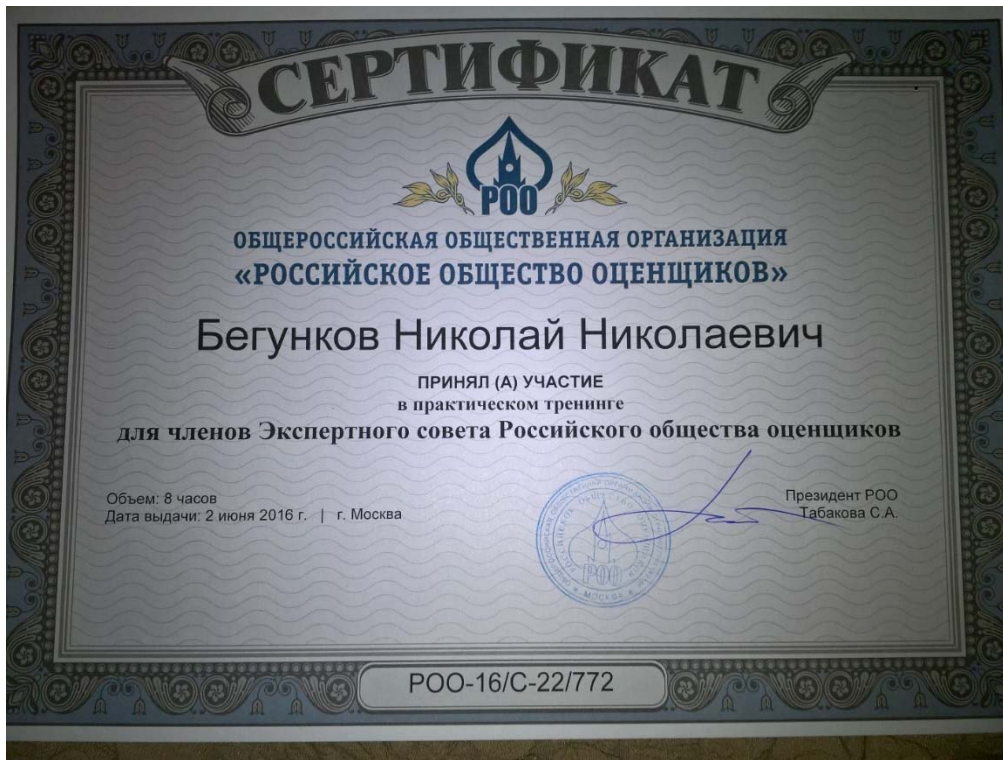 СЕРТИФИКАТ
РОО
ОБЩЕРОССИЙСКАЯ ОБЩЕСТВЕННАЯ ОРГАНИЗАЦИЯ
«РОССИЙСКОЕ ОБЩЕСТВО ОЦЕНЩИКОВ»
Бегунков Николай Николаевич
ПРИНЯЛ (А) УЧАСТИЕ
в практическом тренинге
для членов Экспертного совета Российского общества оценщиков
Объем: 8 часов
Дата выдачи: 2 июня 2016 г. | г. Москва
Президент РОО
Табакова С.А.
РОО
МОСКВА
РОО-16/С-22/772